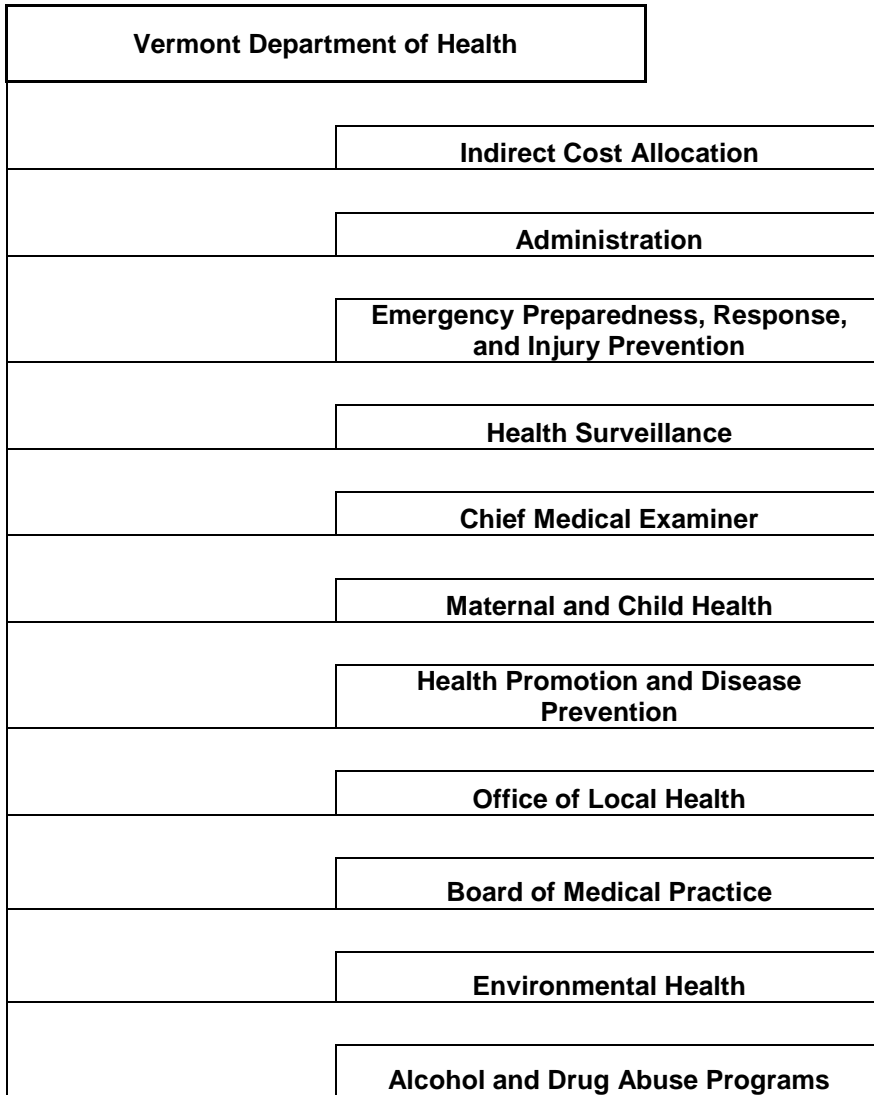 Vermont Department of Health
Indirect Cost Allocation
Administration
Emergency Preparedness, Response,
and Injury Prevention
Health Surveillance
Chief Medical Examiner
Maternal and Child Health
Health Promotion and Disease
Prevention
Office of Local Health
Board of Medical Practice
Environmental Health
Alcohol and Drug Abuse Programs